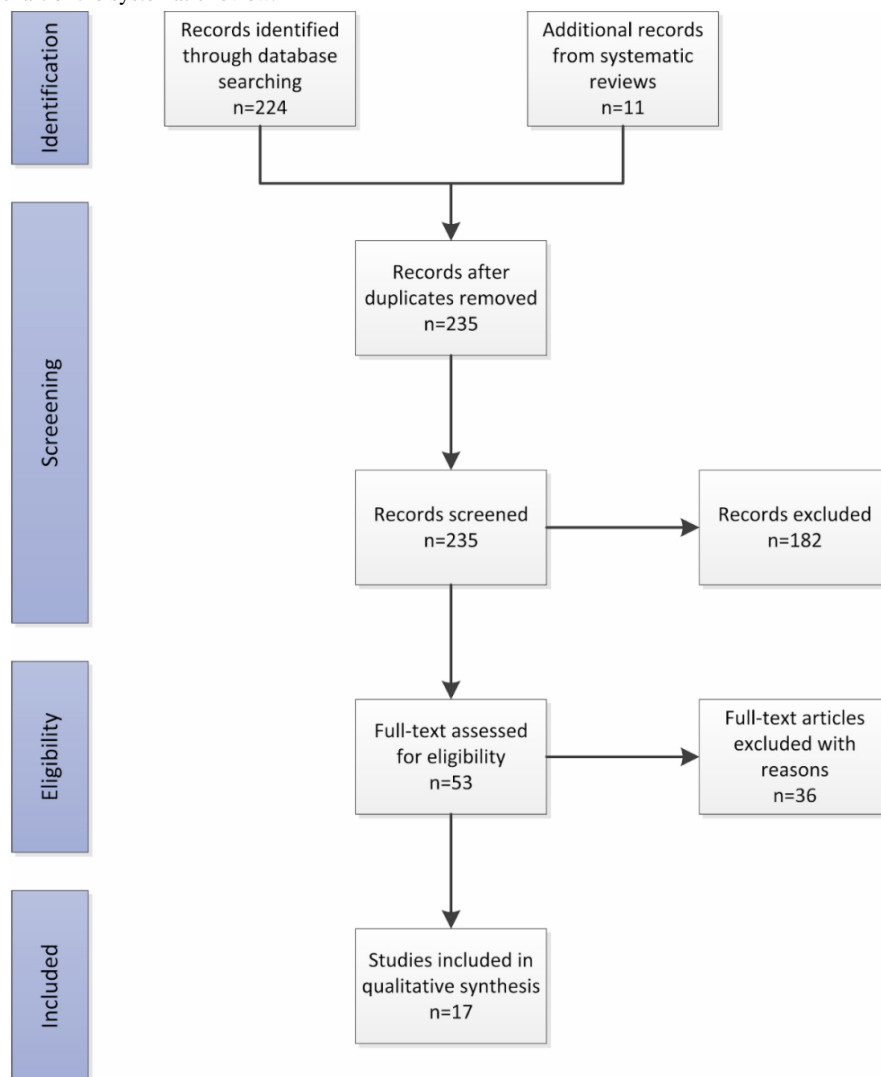 Identification
Records identified
through database
searching
n=224
Additional records
from systematic
reviews
n=11
Screeening
Records after
duplicates removed
n=235
Records screened
n=235
Records excluded
n=182
Eligibility
Full-text assessed
for eligibility
n=53
Full-text articles
excluded with
reasons
n=36
Included
Studies included in
qualitative synthesis
n=17